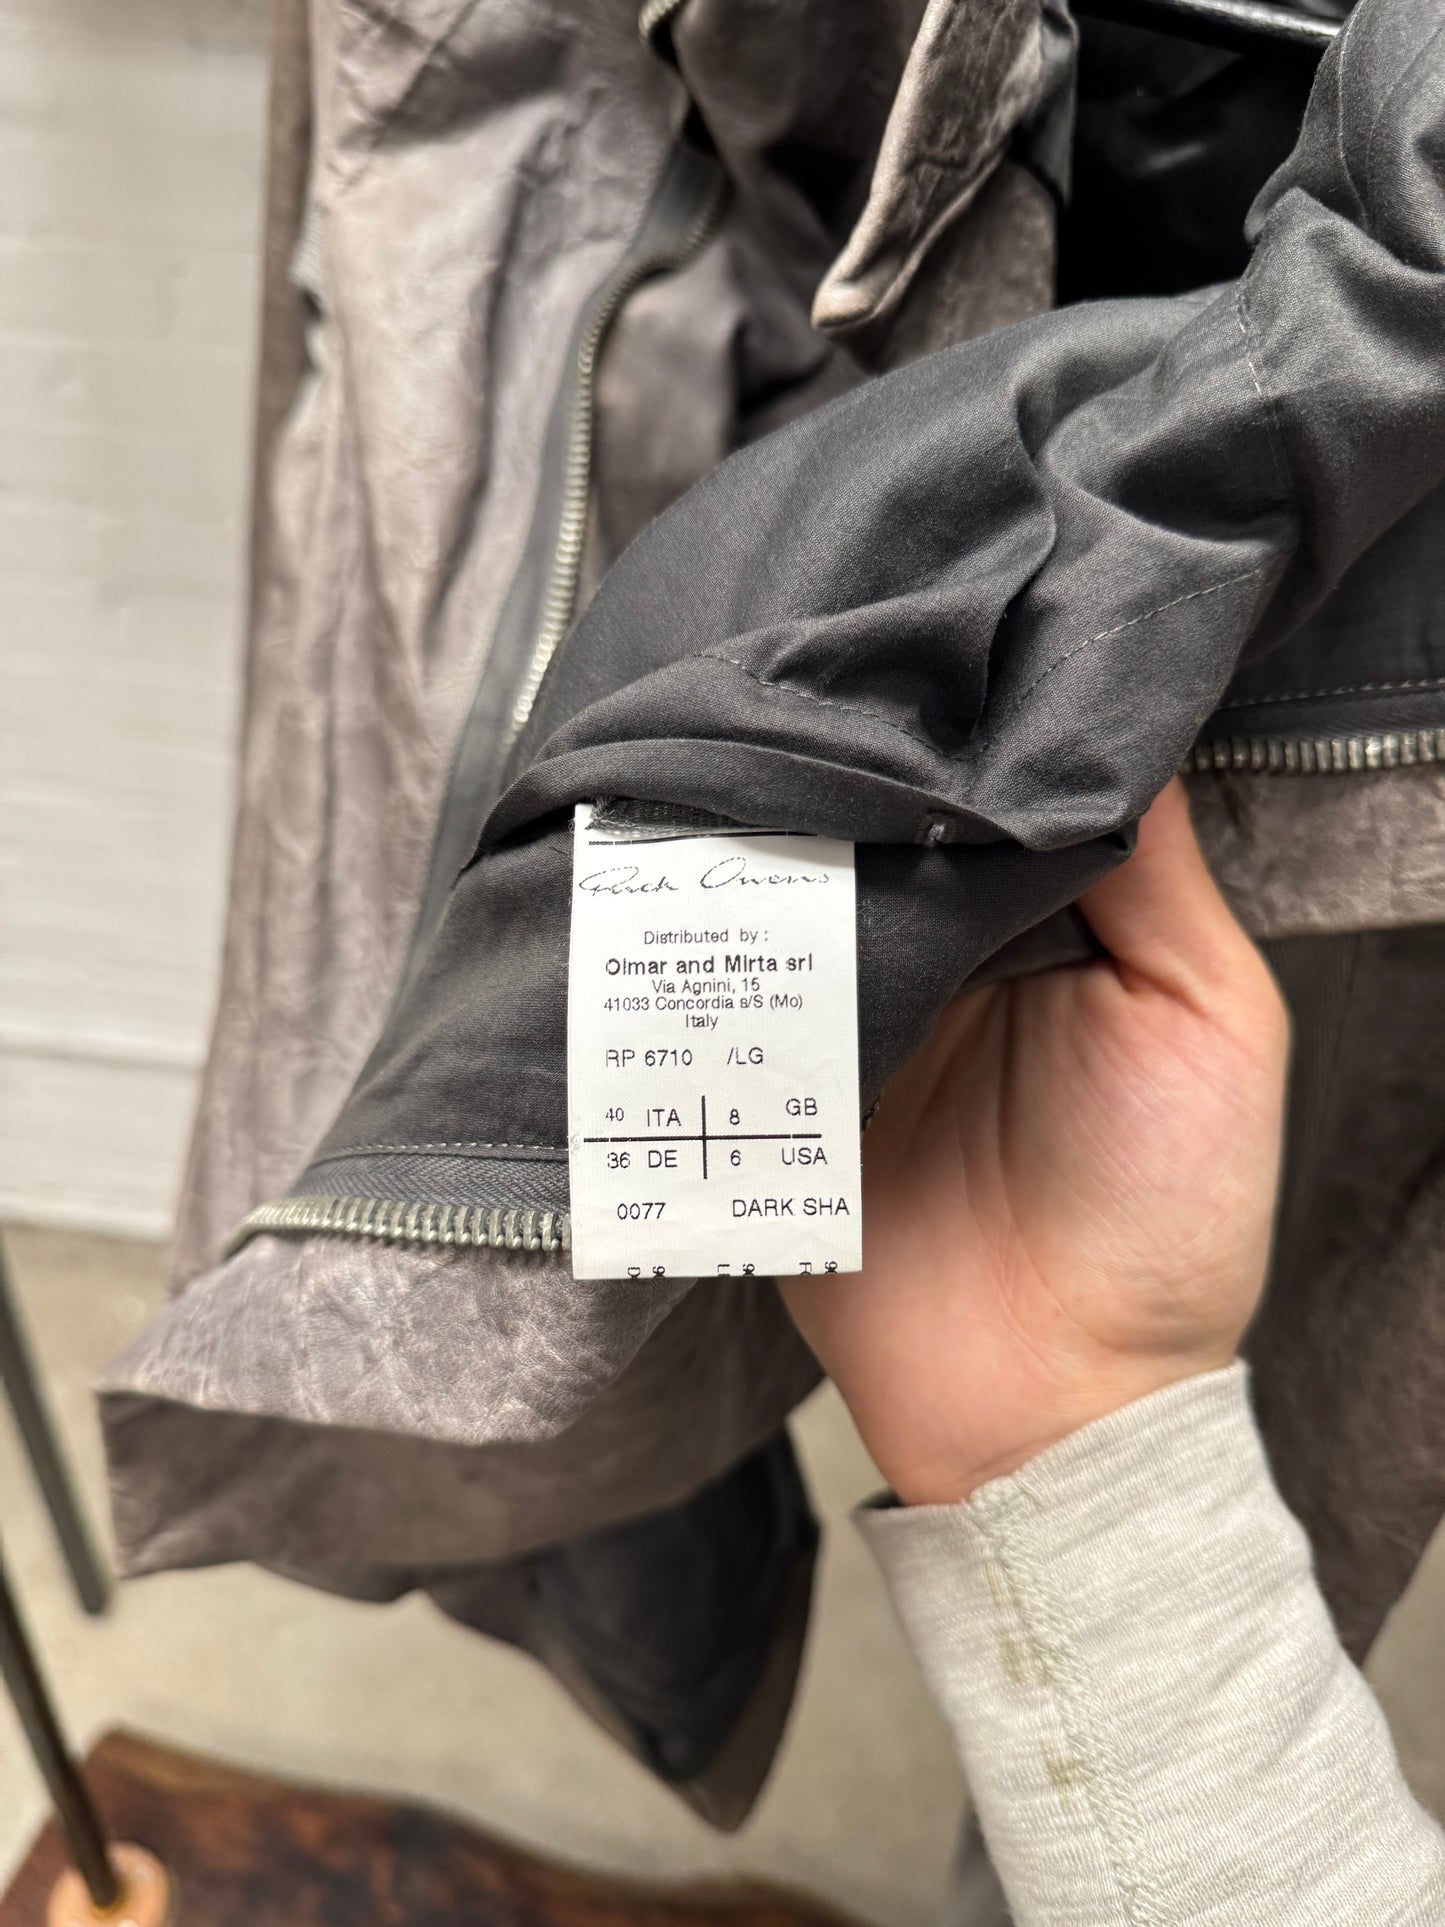 Rick Owens
Distributed by :
Olmar and Mirta srl
Via Agnini, 15
41033 Concordia s/S (Mo)
Italy
RP 6710 /LG
40 ITA 8 GB
36 DE 6 USA
0077 DARK SHA